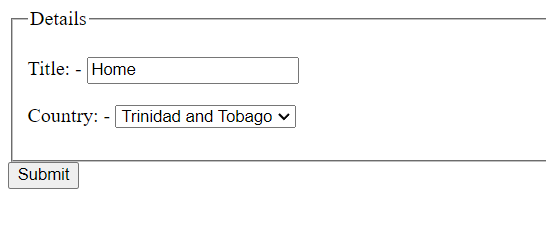 Details
Title: - Home
Country: - Trinidad and Tobago
Submit